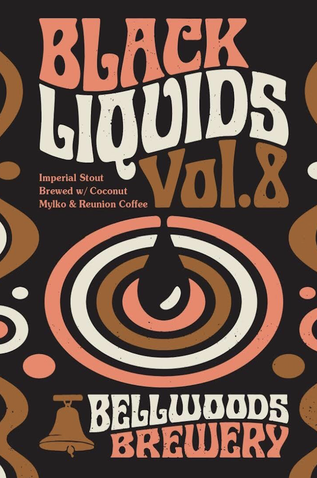 BLACK
LIQUIDS
Vol.8
Imperial Stout
Brewed w/ Coconut
Mylko & Reunion Coffee
BELLWOODS
BREWERY